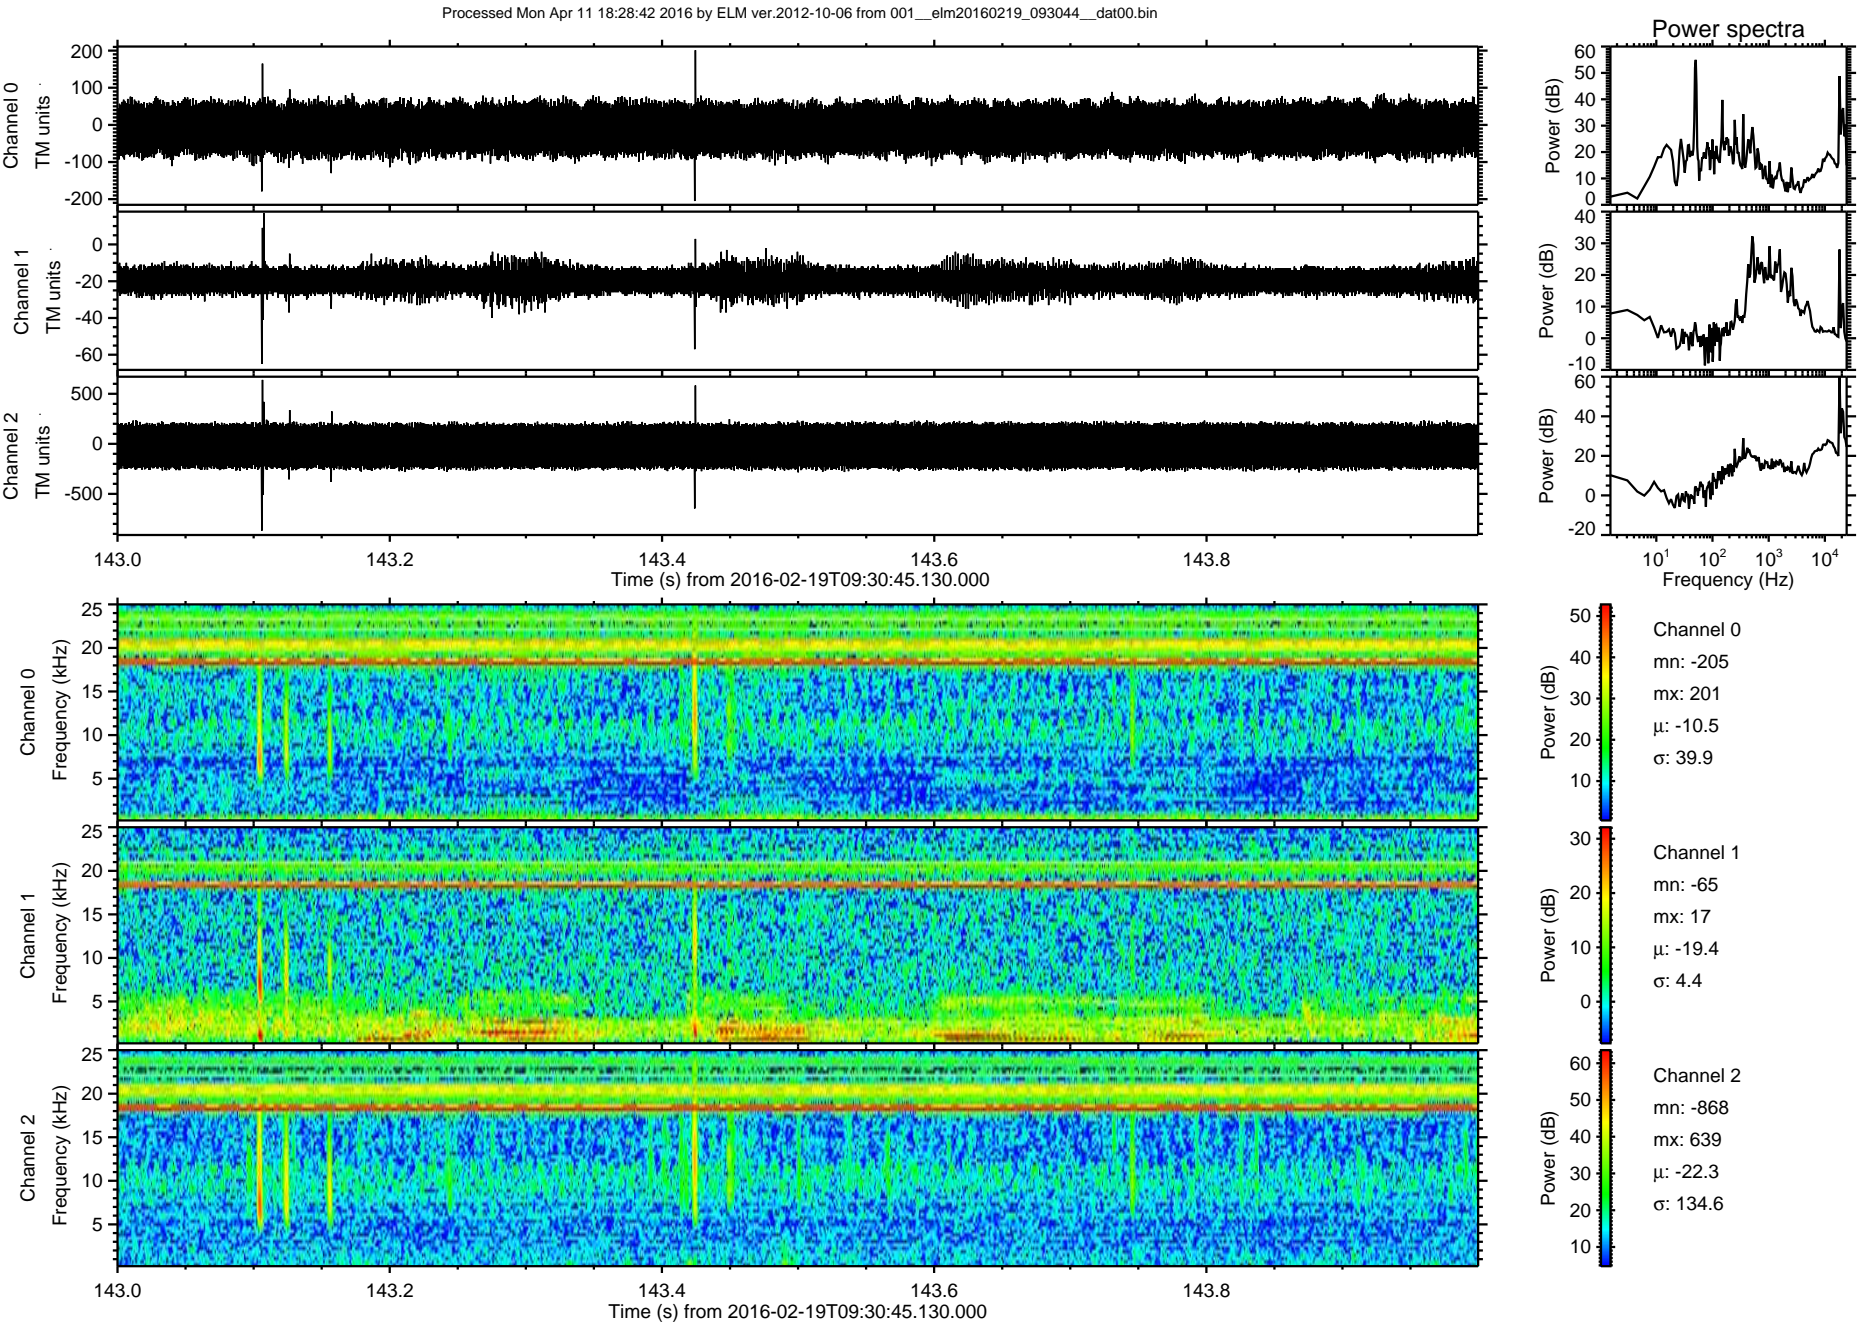 Processed Mon Apr 11 18:28:42 2016 by ELM ver.2012-10-06 from 001__elm20160219_093044__dat00.bin
Power spectra
Channel 0
TM units
200
100
0
-100
-200
Power (dB)
60
50
40
30
20
10
0
Channel 1
TM units
0
-20
-40
-60
Power (dB)
40
30
20
10
0
-10
Channel 2
TM units
500
0
-500
Power (dB)
60
40
20
0
-20
143.0 143.2 143.4 143.6 143.8
Time (s) from 2016-02-19T09:30:45.130.000
10¹ 10² 10³ 10⁴
Frequency (Hz)
Channel 0
Frequency (kHz)
25
20
15
10
5
Power (dB)
50
40
30
20
10
Channel 0
mn: -205
mx: 201
μ: -10.5
σ: 39.9
Channel 1
Frequency (kHz)
25
20
15
10
5
Power (dB)
30
20
10
0
Channel 1
mn: -65
mx: 17
μ: -19.4
σ: 4.4
Channel 2
Frequency (kHz)
25
20
15
10
5
Power (dB)
60
50
40
30
20
10
Channel 2
mn: -868
mx: 639
μ: -22.3
σ: 134.6
143.0 143.2 143.4 143.6 143.8
Time (s) from 2016-02-19T09:30:45.130.000